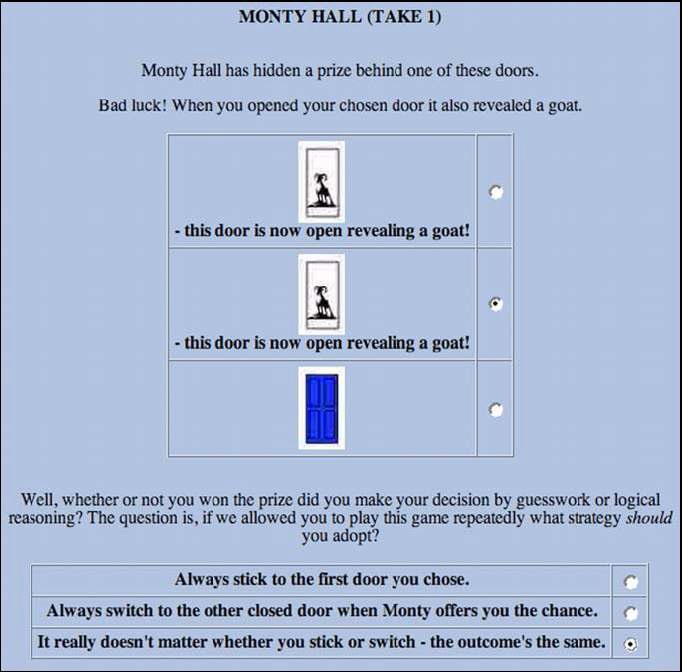 MONTY HALL (TAKE 1)
Monty Hall has hidden a prize behind one of these doors.
Bad luck! When you opened your chosen door it also revealed a goat.
- this door is now open revealing a goat!
- this door is now open revealing a goat!
Well, whether or not you won the prize did you make your decision by guesswork or logical
reasoning? The question is, if we allowed you to play this game repeatedly what strategy should
you adopt?
Always stick to the first door you chose.
Always switch to the other closed door when Monty offers you the chance.
It really doesn't matter whether you stick or switch - the outcome's the same.